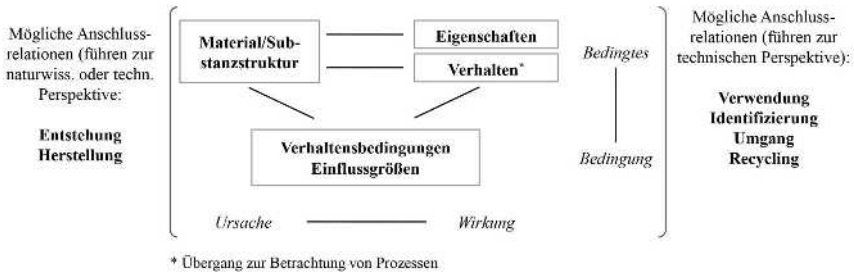 Mögliche Anschluss-
relationen (führen zur
naturwiss. oder techn.
Perspektive:
Entstehung
Herstellung
Material/Sub-
stanzstruktur
Eigenschaften
Verhalten*
Verhaltensbedingungen
Einflussgrößen
Ursache
Wirkung
Bedingtes
Bedingung
Mögliche Anschluss-
relationen (führen zur
technischen Perspektive):
Verwendung
Identifizierung
Umgang
Recycling
* Übergang zur Betrachtung von Prozessen